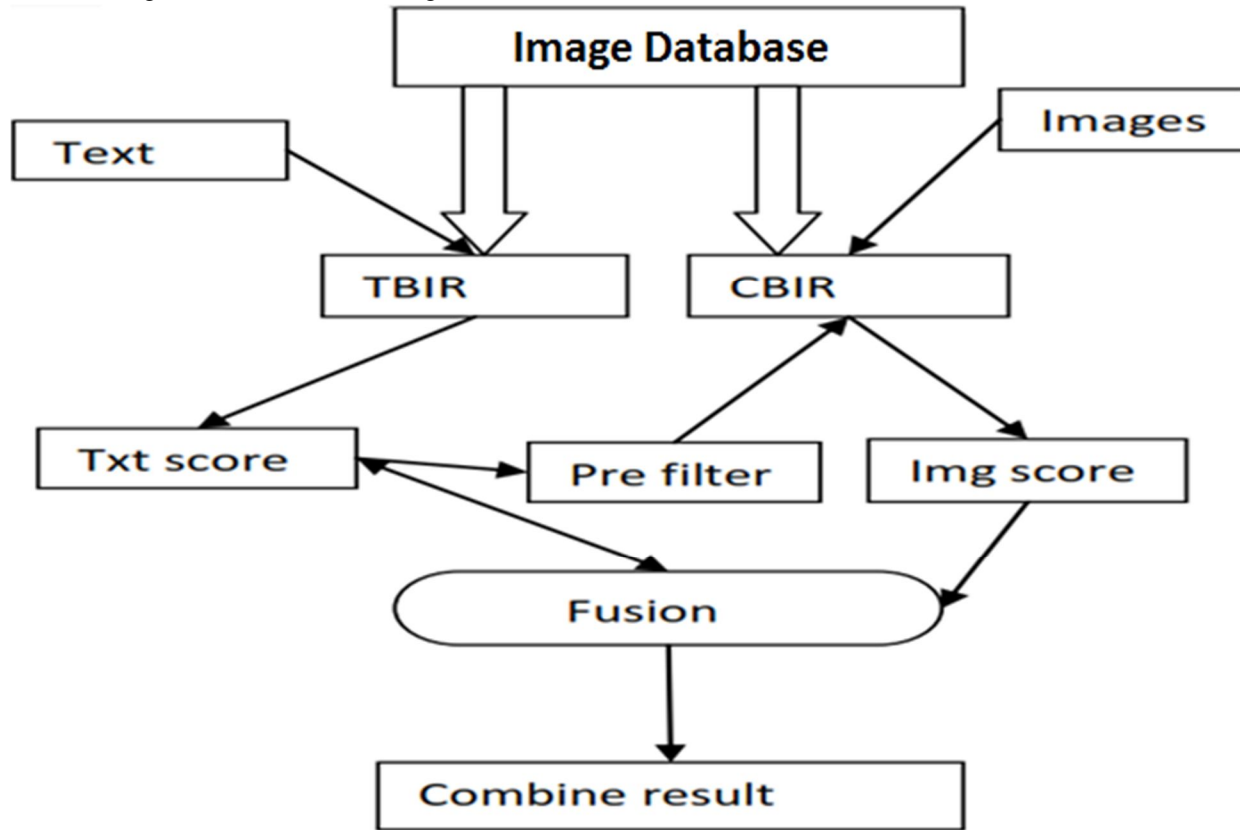 Image Database
Text
Images
TBIR
CBIR
Txt score
Pre filter
Img score
Fusion
Combine result